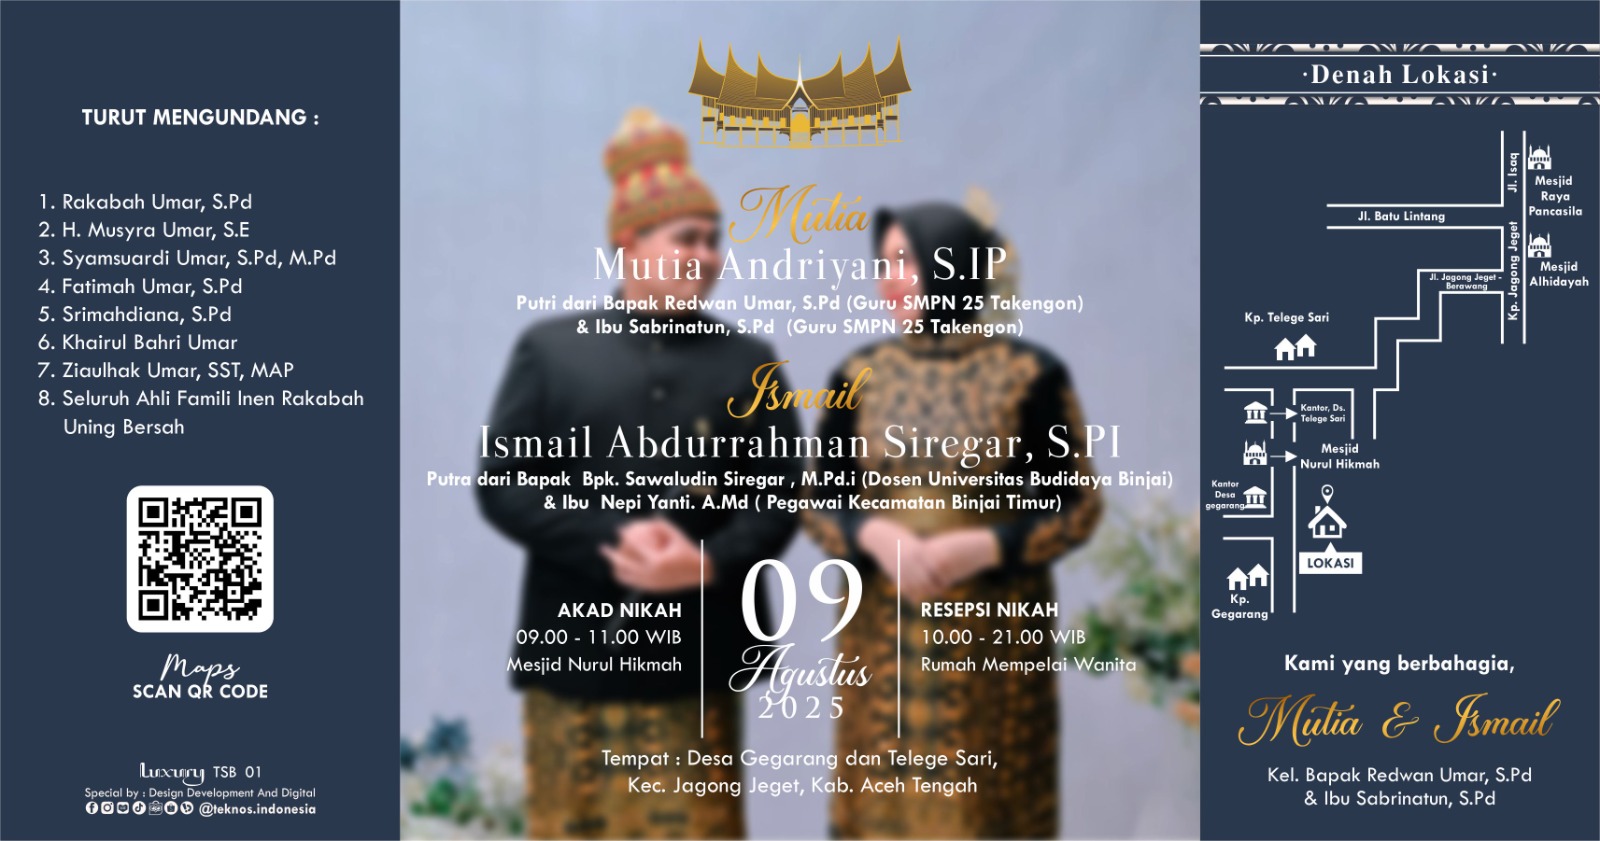 TURUT MENGUNDANG :
1. Rakabah Umar, S.Pd
2. H. Musyra Umar, S.E
3. Syamsuardi Umar, S.Pd, M.Pd
4. Fatimah Umar, S.Pd
5. Srimahdiana, S.Pd
6. Khairul Bahri Umar
7. Ziaulhak Umar, SST, MAP
8. Seluruh Ahli Famili Inen Rakabah
Uning Bersah
Maps
SCAN QR CODE
Luxury TSB 01
Special by : Design Development And Digital
@teknos.indonesia
Mutia
Mutia Andriyani, S.IP
Putri dari Bapak Redwan Umar, S.Pd (Guru SMPN 25 Takengon)
& Ibu Sabrinatun, S.Pd (Guru SMPN 25 Takengon)
Ismail
Ismail Abdurrahman Siregar, S.PI
Putra dari Bapak Bpk. Sawaludin Siregar , M.Pd.i (Dosen Universitas Budidaya Binjai)
& Ibu Nepi Yanti. A.Md ( Pegawai Kecamatan Binjai Timur)
AKAD NIKAH
09.00 - 11.00 WIB
Mesjid Nurul Hikmah
09
Agustus
2025
RESEPSI NIKAH
10.00 - 21.00 WIB
Rumah Mempelai Wanita
Tempat : Desa Gegarang dan Telege Sari,
Kec. Jagong Jeget, Kab. Aceh Tengah
·Denah Lokasi·
Jl. Isaq
Mesjid
Raya
Pancasila
Jl. Batu Lintang
Kp. Jagong Jeget
Mesjid
Alhidayah
Jl. Jagong Jeget -
Berawang
Kp. Telege Sari
Kantor, Ds.
Telege Sari
Mesjid
Nurul Hikmah
Kantor
Desa
gegarang
LOKASI
Kp.
Gegarang
Kami yang berbahagia,
Mutia & Ismail
Kel. Bapak Redwan Umar, S.Pd
& Ibu Sabrinatun, S.Pd